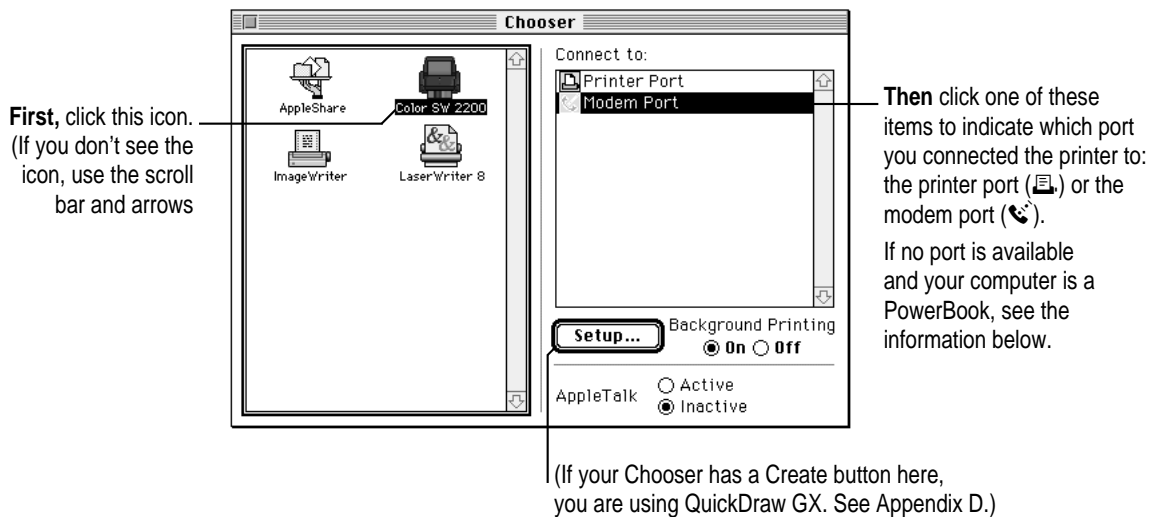 Chooser
AppleShare
Color SW 2200
ImageWriter
LaserWriter 8
Connect to:
Printer Port
Modem Port
Setup...
Background Printing
On Off
AppleTalk
Active
Inactive
First, click this icon.
(If you don’t see the
icon, use the scroll
bar and arrows
Then click one of these
items to indicate which port
you connected the printer to:
the printer port ( ) or the
modem port ( ).
If no port is available
and your computer is a
PowerBook, see the
information below.
(If your Chooser has a Create button here,
you are using QuickDraw GX. See Appendix D.)